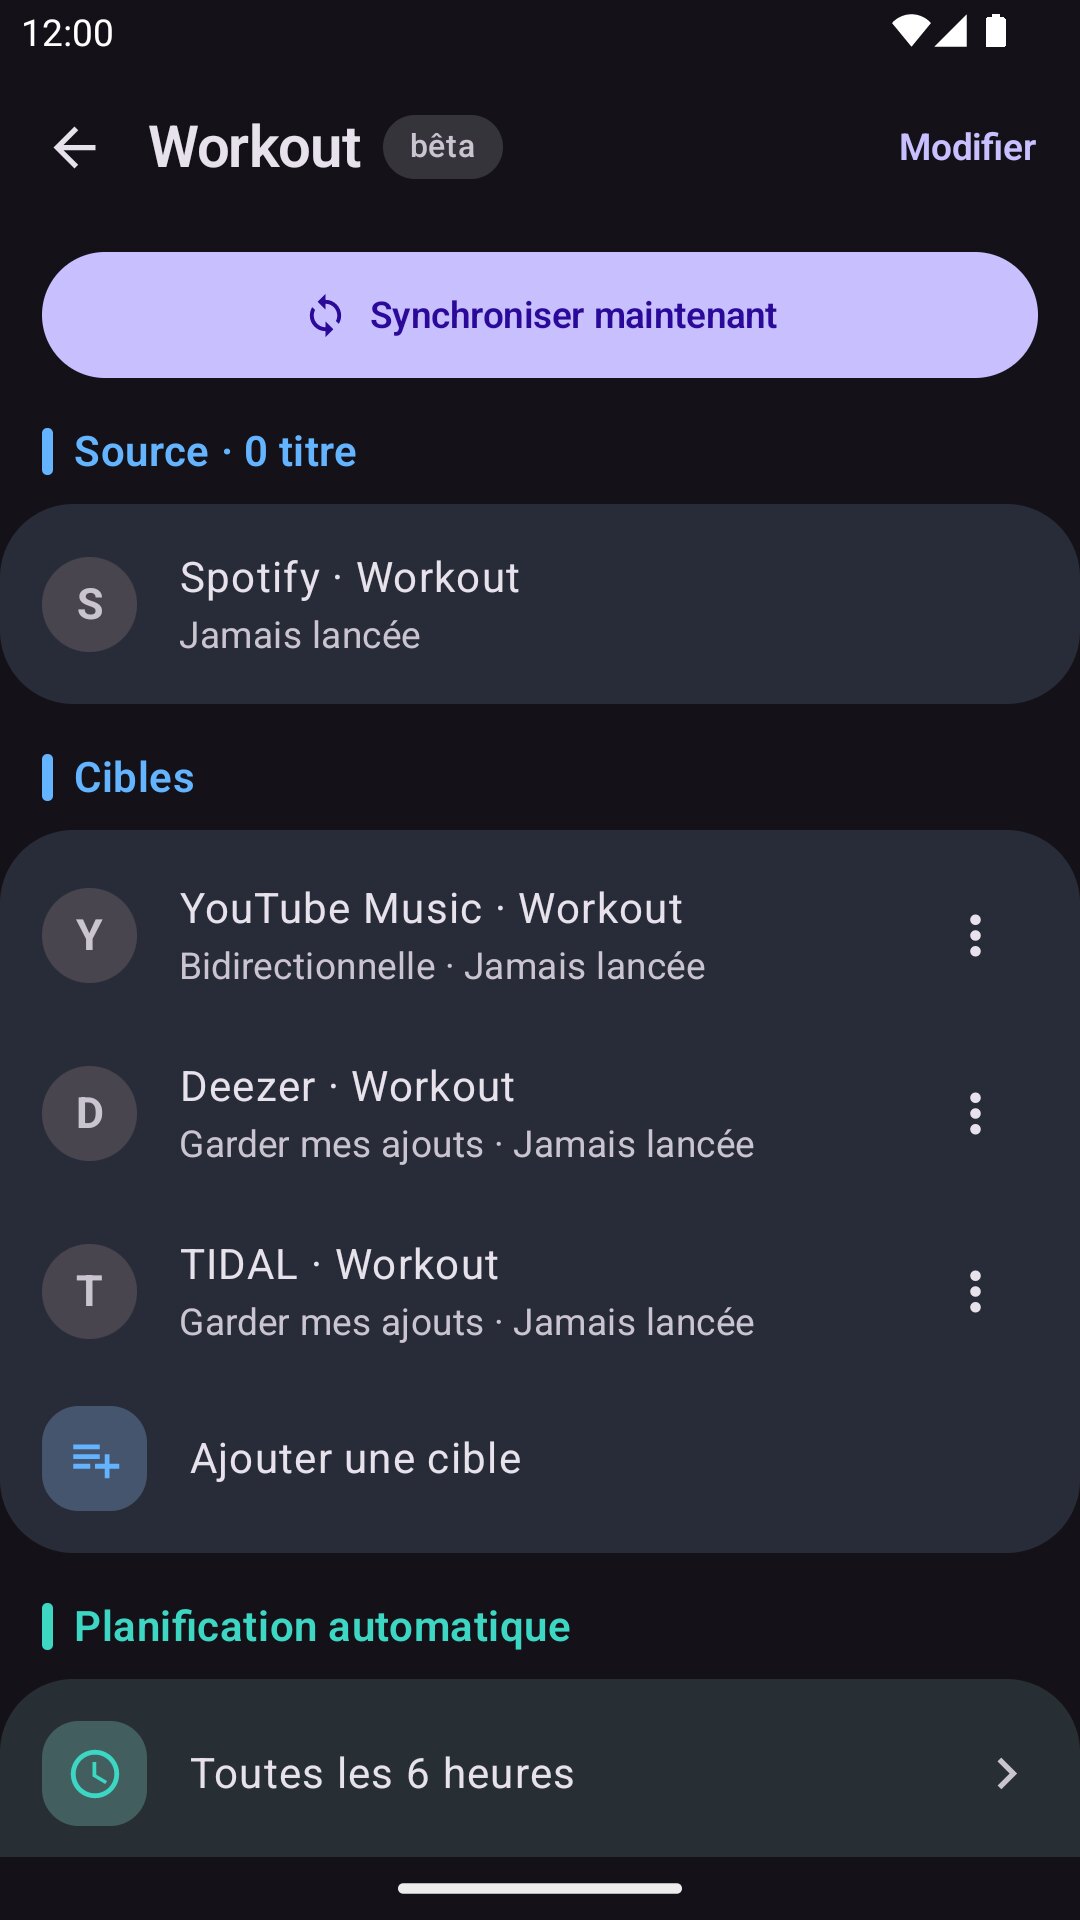 12:00
Workout bêta
Modifier
Synchroniser maintenant
Source · 0 titre
S
Spotify · Workout
Jamais lancée
Cibles
Y
YouTube Music · Workout
Bidirectionnelle · Jamais lancée
D
Deezer · Workout
Garder mes ajouts · Jamais lancée
T
TIDAL · Workout
Garder mes ajouts · Jamais lancée
Ajouter une cible
Planification automatique
Toutes les 6 heures